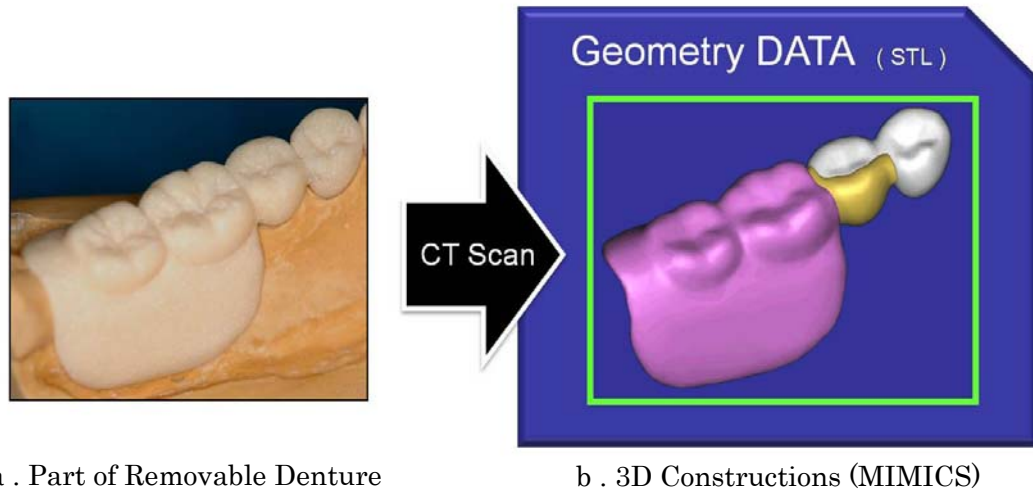 Geometry DATA ( STL )
CT Scan
. Part of Removable Denture
b . 3D Constructions (MIMICS)